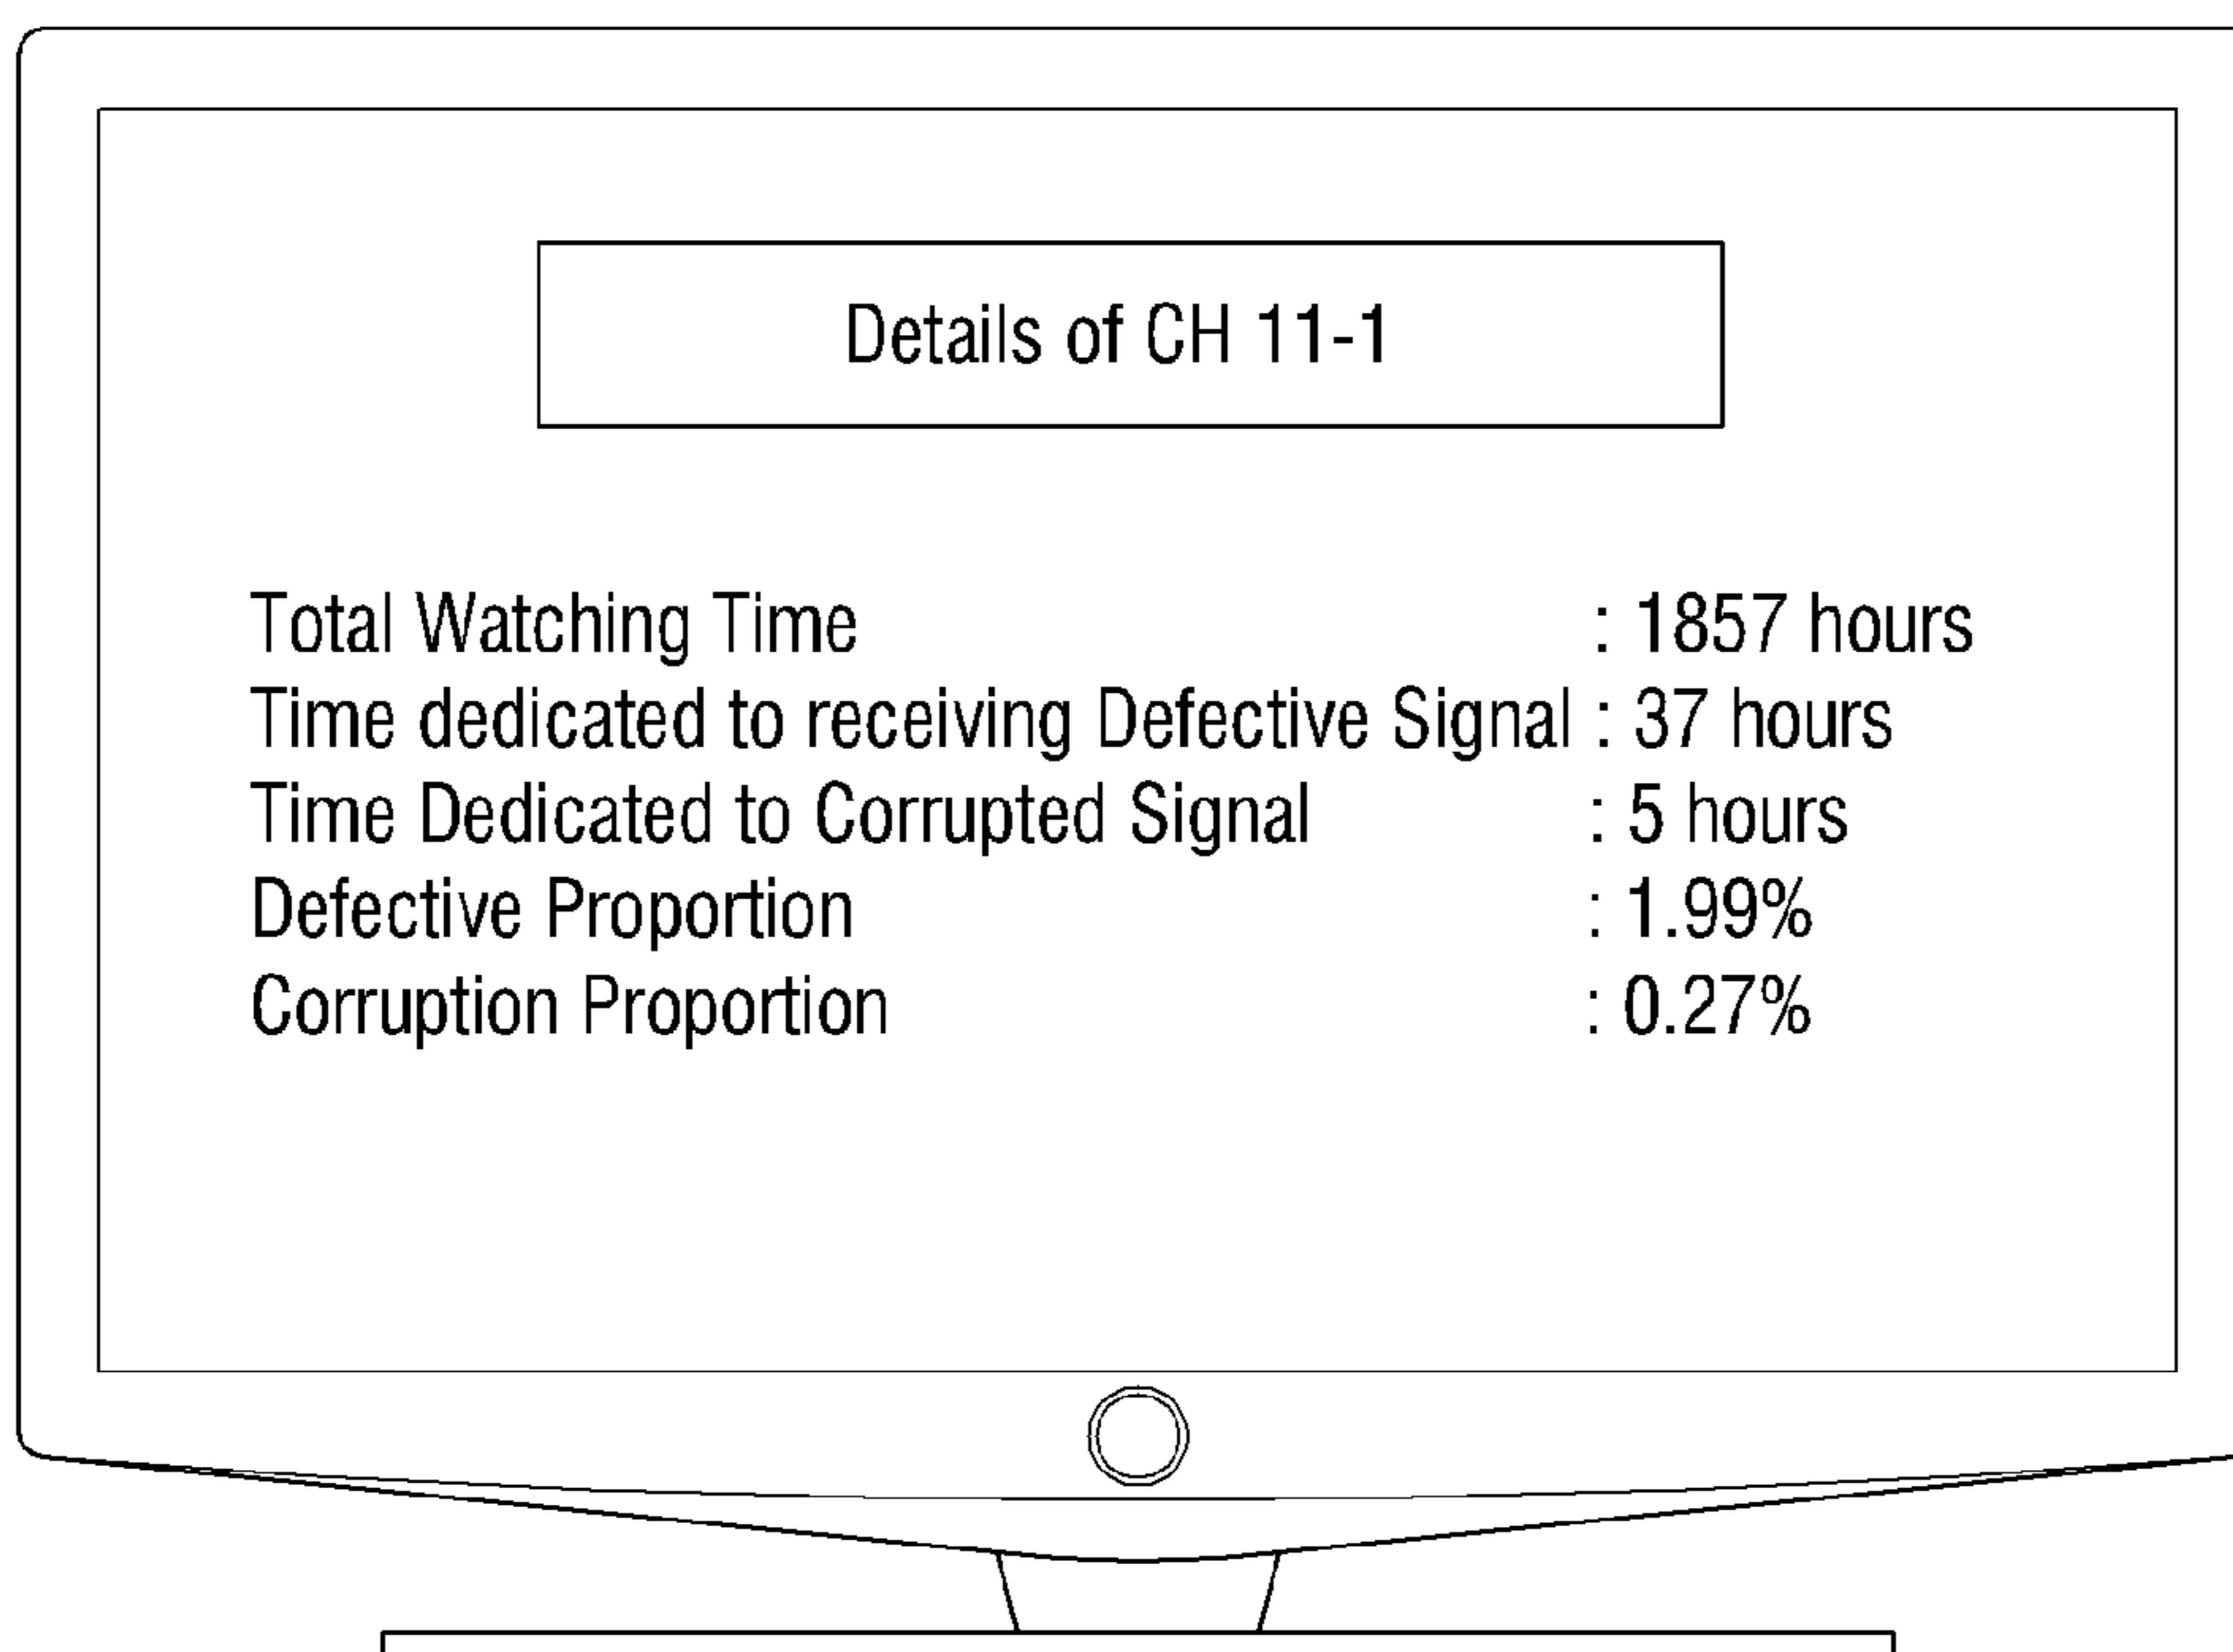 Details of CH 11-1
Total Watching Time : 1857 hours
Time dedicated to receiving Defective Signal : 37 hours
Time Dedicated to Corrupted Signal : 5 hours
Defective Proportion : 1.99%
Corruption Proportion : 0.27%